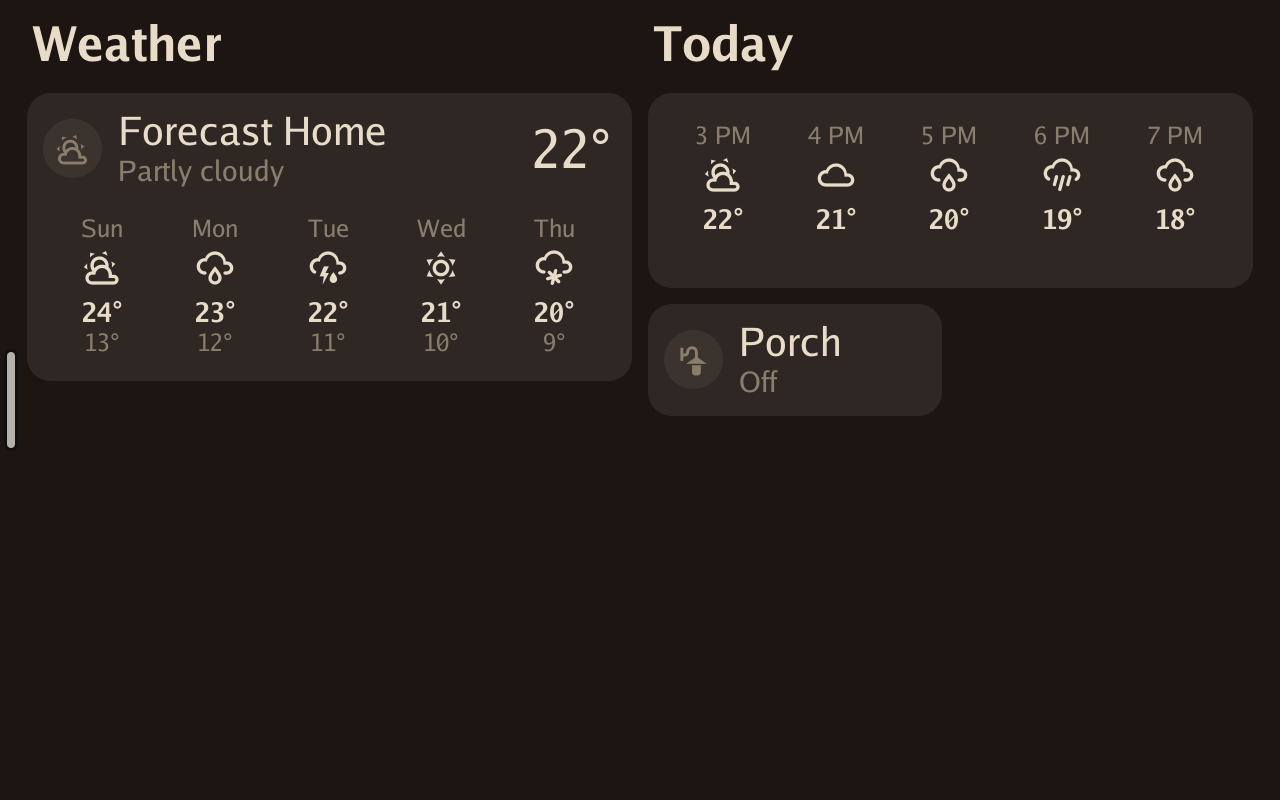 Weather
Forecast Home
Partly cloudy
22°
Sun Mon Tue Wed Thu
24° 23° 22° 21° 20°
13° 12° 11° 10° 9°
Today
3 PM 4 PM 5 PM 6 PM 7 PM
22° 21° 20° 19° 18°
Porch
Off